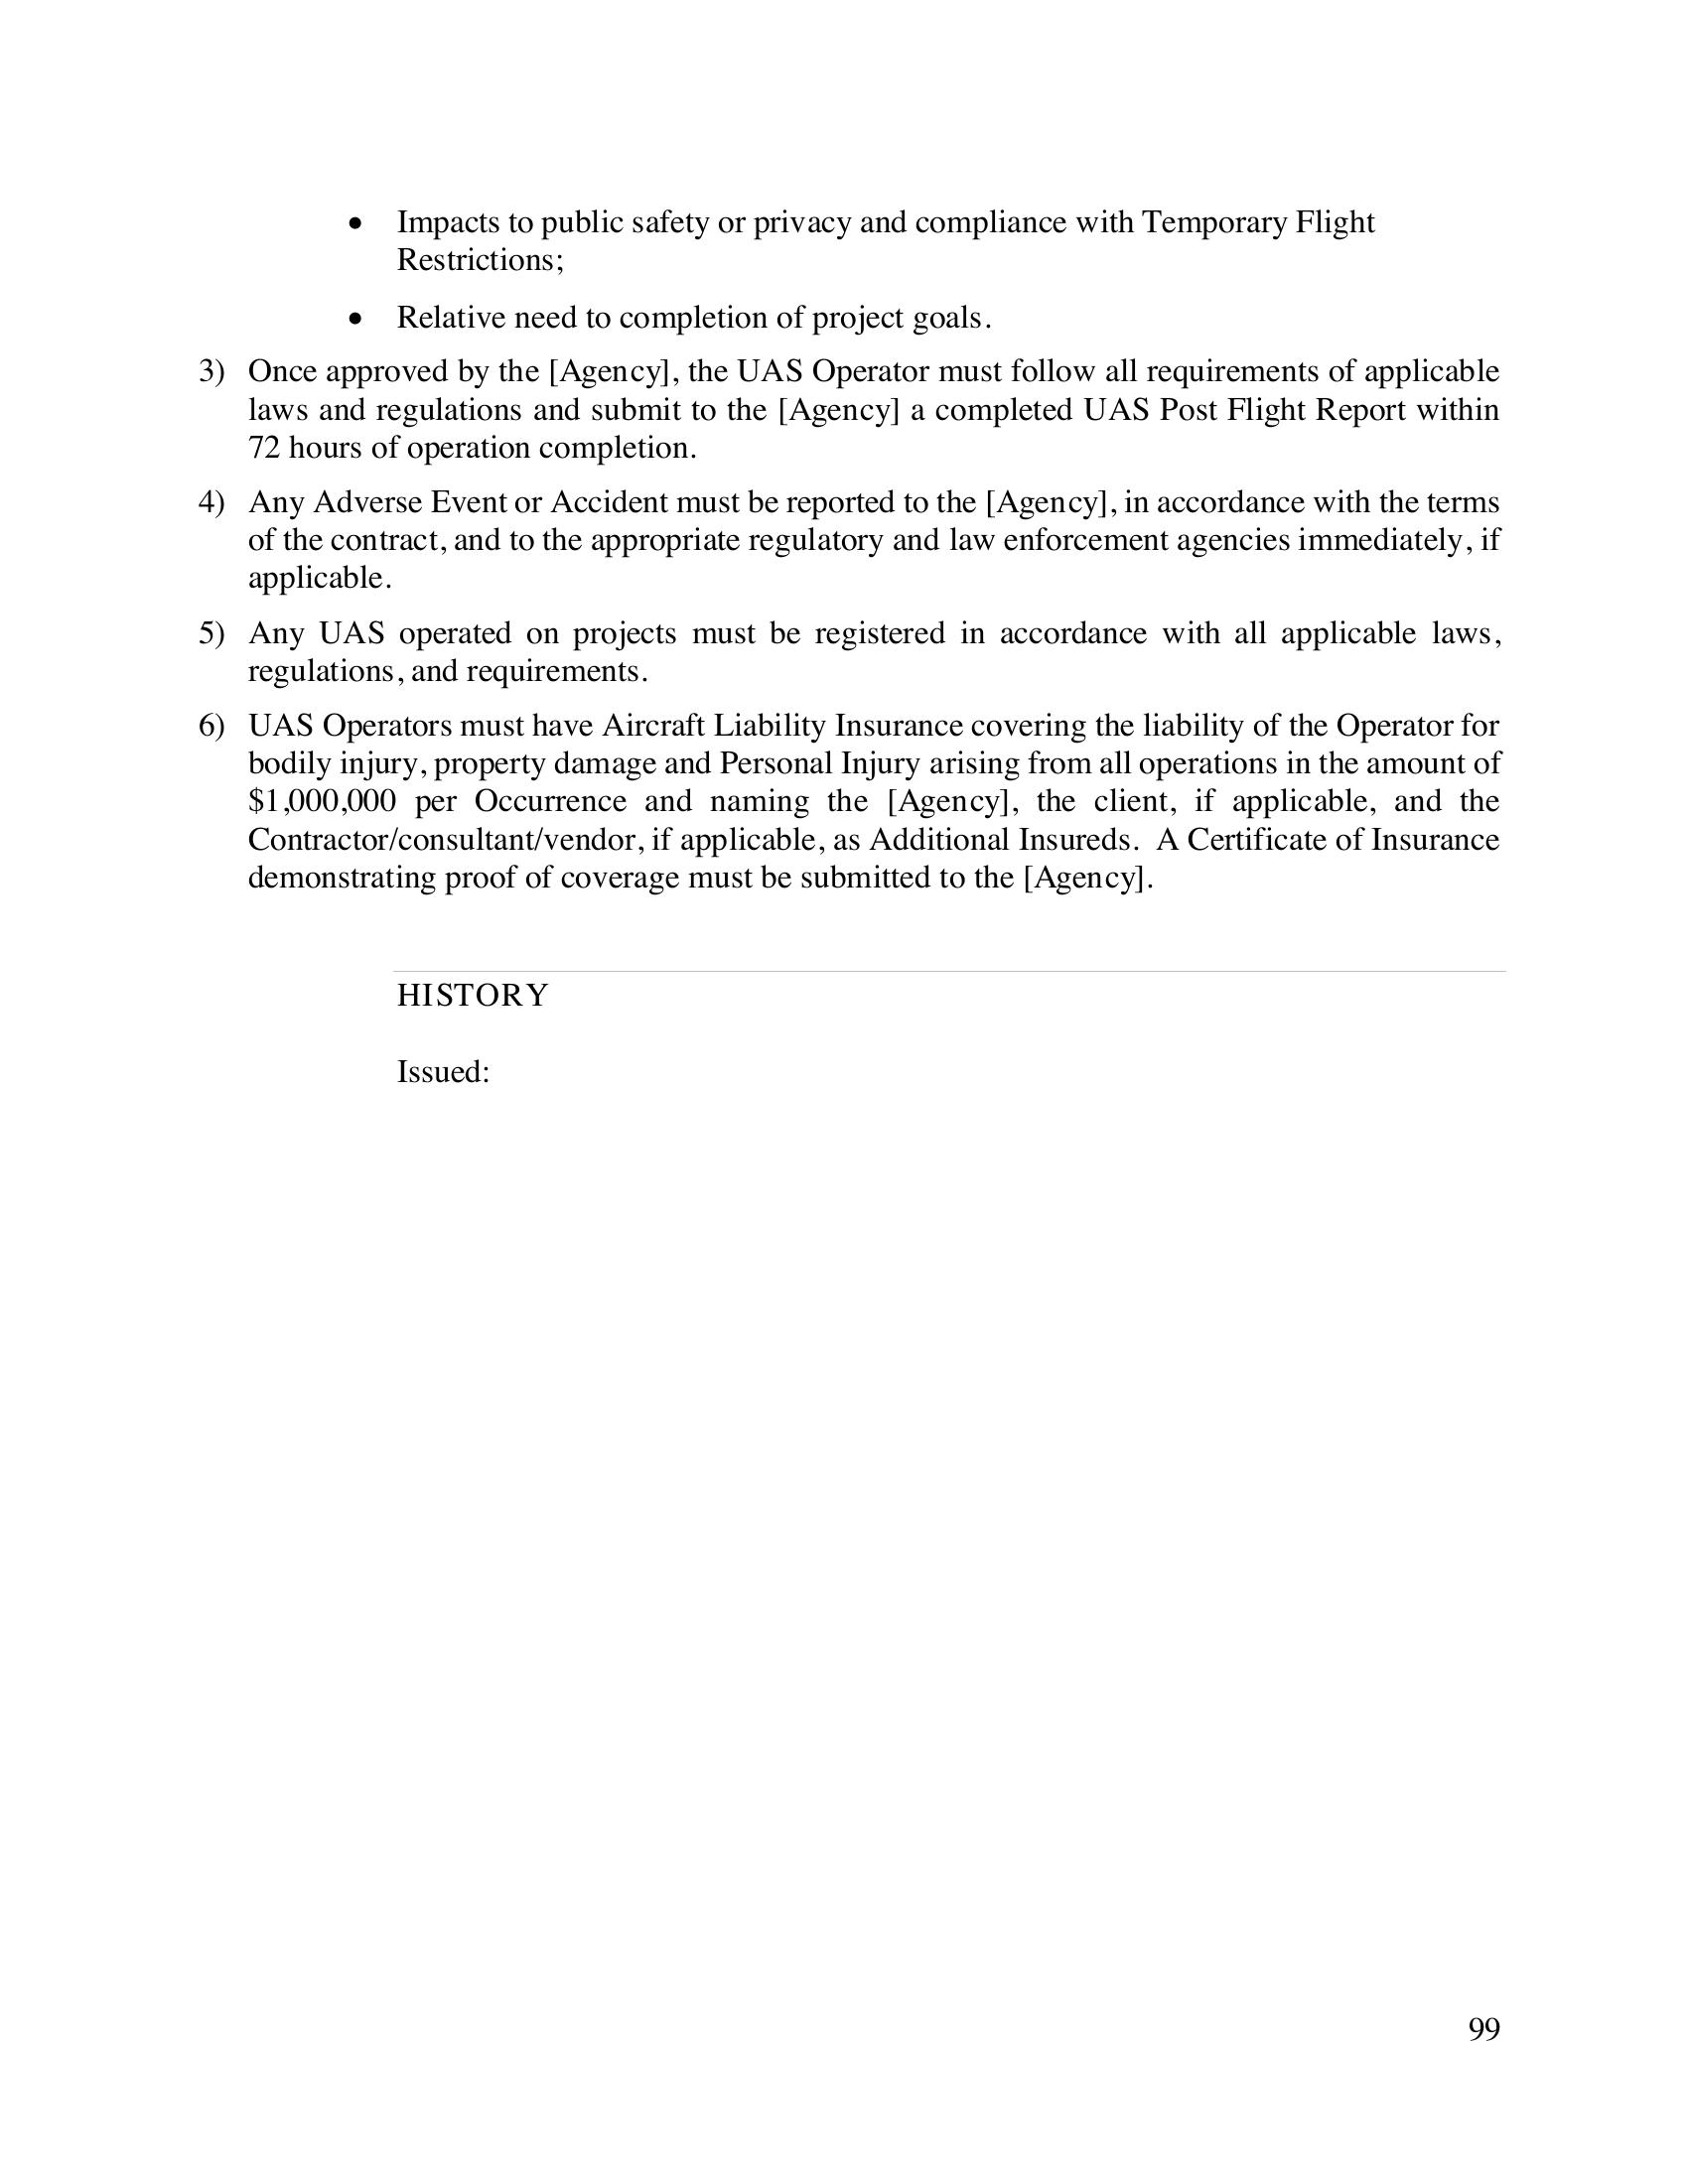 • Impacts to public safety or privacy and compliance with Temporary Flight
Restrictions;
• Relative need to completion of project goals.
3) Once approved by the [Agency], the UAS Operator must follow all requirements of applicable
laws and regulations and submit to the [Agency] a completed UAS Post Flight Report within
72 hours of operation completion.
4) Any Adverse Event or Accident must be reported to the [Agency], in accordance with the terms
of the contract, and to the appropriate regulatory and law enforcement agencies immediately, if
applicable.
5) Any UAS operated on projects must be registered in accordance with all applicable laws,
regulations, and requirements.
6) UAS Operators must have Aircraft Liability Insurance covering the liability of the Operator for
bodily injury, property damage and Personal Injury arising from all operations in the amount of
$1,000,000 per Occurrence and naming the [Agency], the client, if applicable, and the
Contractor/consultant/vendor, if applicable, as Additional Insureds.  A Certificate of Insurance
demonstrating proof of coverage must be submitted to the [Agency].
HISTORY
Issued:
99